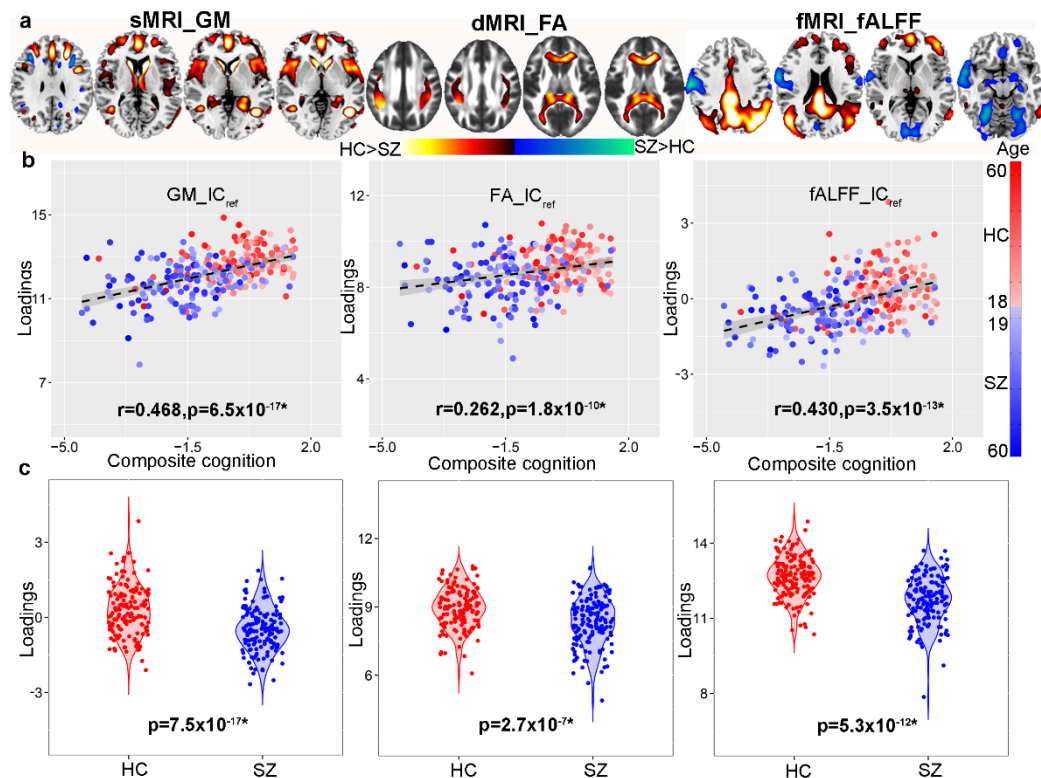 a sMRI_GM dMRI_FA fMRI_fALFF
HC>SZ SZ>HC
b
Age
60
HC
18
19
SZ
60
GM_ICref
Loadings
15
11
7
r=0.468,p=6.5x10-17*
-5.0 -1.5 2.0
Composite cognition
FA_ICref
Loadings
12
8
4
r=0.262,p=1.8x10-10*
-5.0 -1.5 2.0
Composite cognition
fALFF_ICref
Loadings
3
0
-3
r=0.430,p=3.5x10-13*
-5.0 -1.5 2.0
Composite cognition
c
Loadings
3
0
-3
p=7.5x10-17*
HC SZ
Loadings
12
9
6
p=2.7x10-7*
HC SZ
Loadings
14
11
8
p=5.3x10-12*
HC SZ